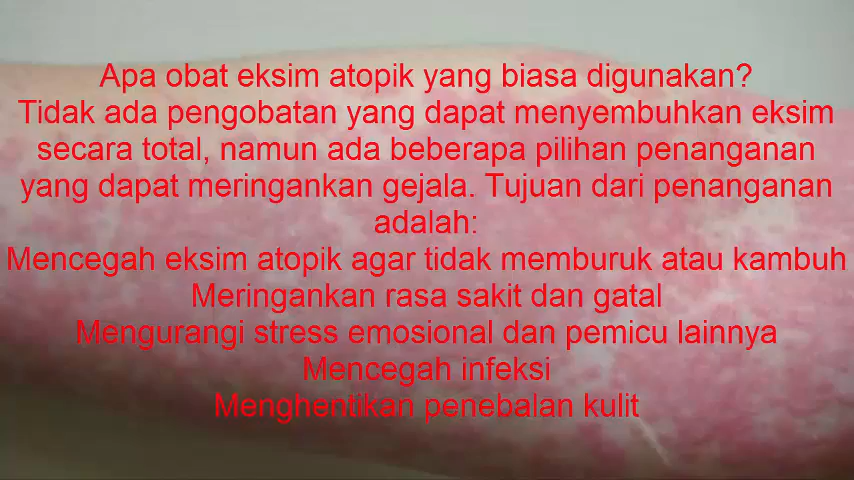 Apa obat eksim atopik yang biasa digunakan?
Tidak ada pengobatan yang dapat menyembuhkan eksim
secara total, namun ada beberapa pilihan penanganan
yang dapat meringankan gejala. Tujuan dari penanganan
adalah:
Mencegah eksim atopik agar tidak memburuk atau kambuh
Meringankan rasa sakit dan gatal
Mengurangi stress emosional dan pemicu lainnya
Mencegah infeksi
Menghentikan penebalan kulit